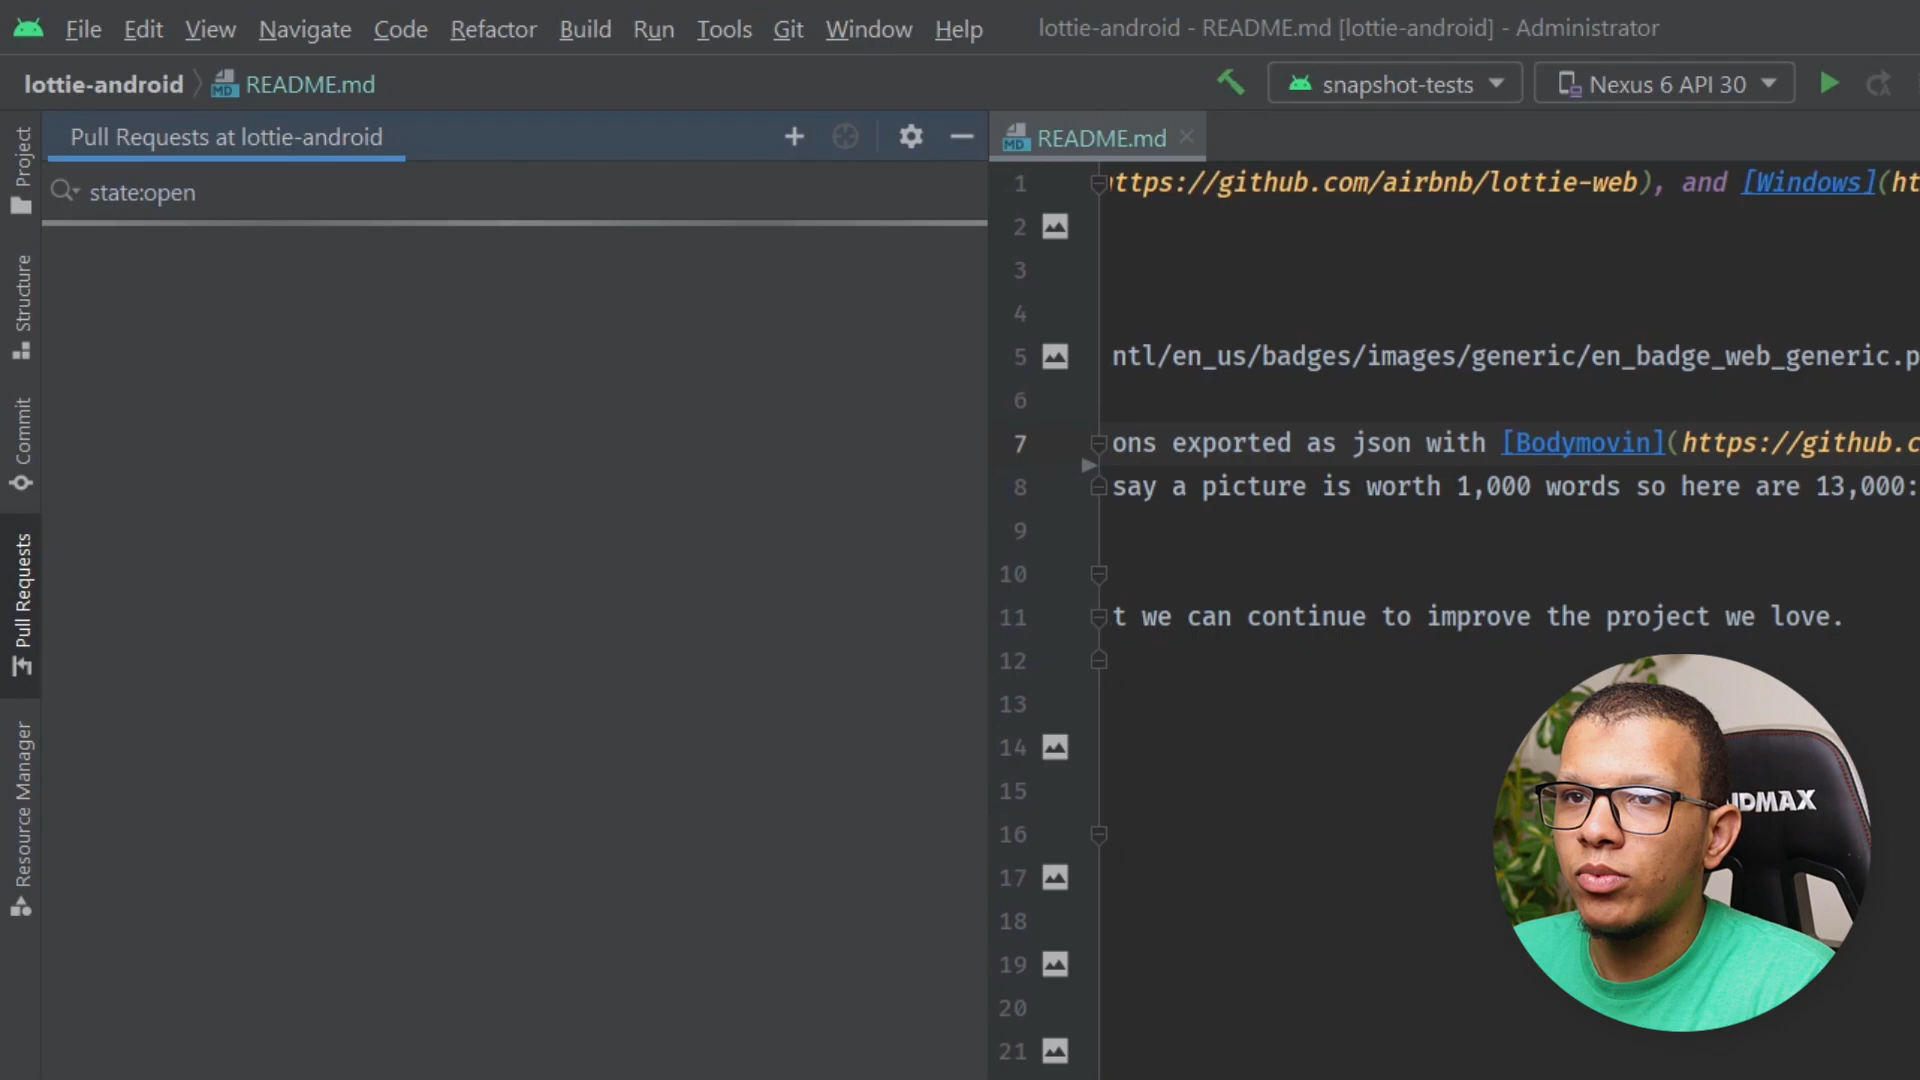 File Edit View Navigate Code Refactor Build Run Tools Git Window Help lottie-android - README.md [lottie-android] - Administrator
lottie-android README.md snapshot-tests Nexus 6 API 30
Pull Requests at lottie-android
state:open
Project
Structure
Commit
Pull Requests
Resource Manager
MD README.md
1 ttps://github.com/airbnb/lottie-web), and [Windows](ht
2
3
4
5 ntl/en_us/badges/images/generic/en_badge_web_generic.p
6
7 ons exported as json with [Bodymovin](https://github.c
8 say a picture is worth 1,000 words so here are 13,000:
9
10
11 t we can continue to improve the project we love.
12
13
14
15
16
17
18
19
20
21